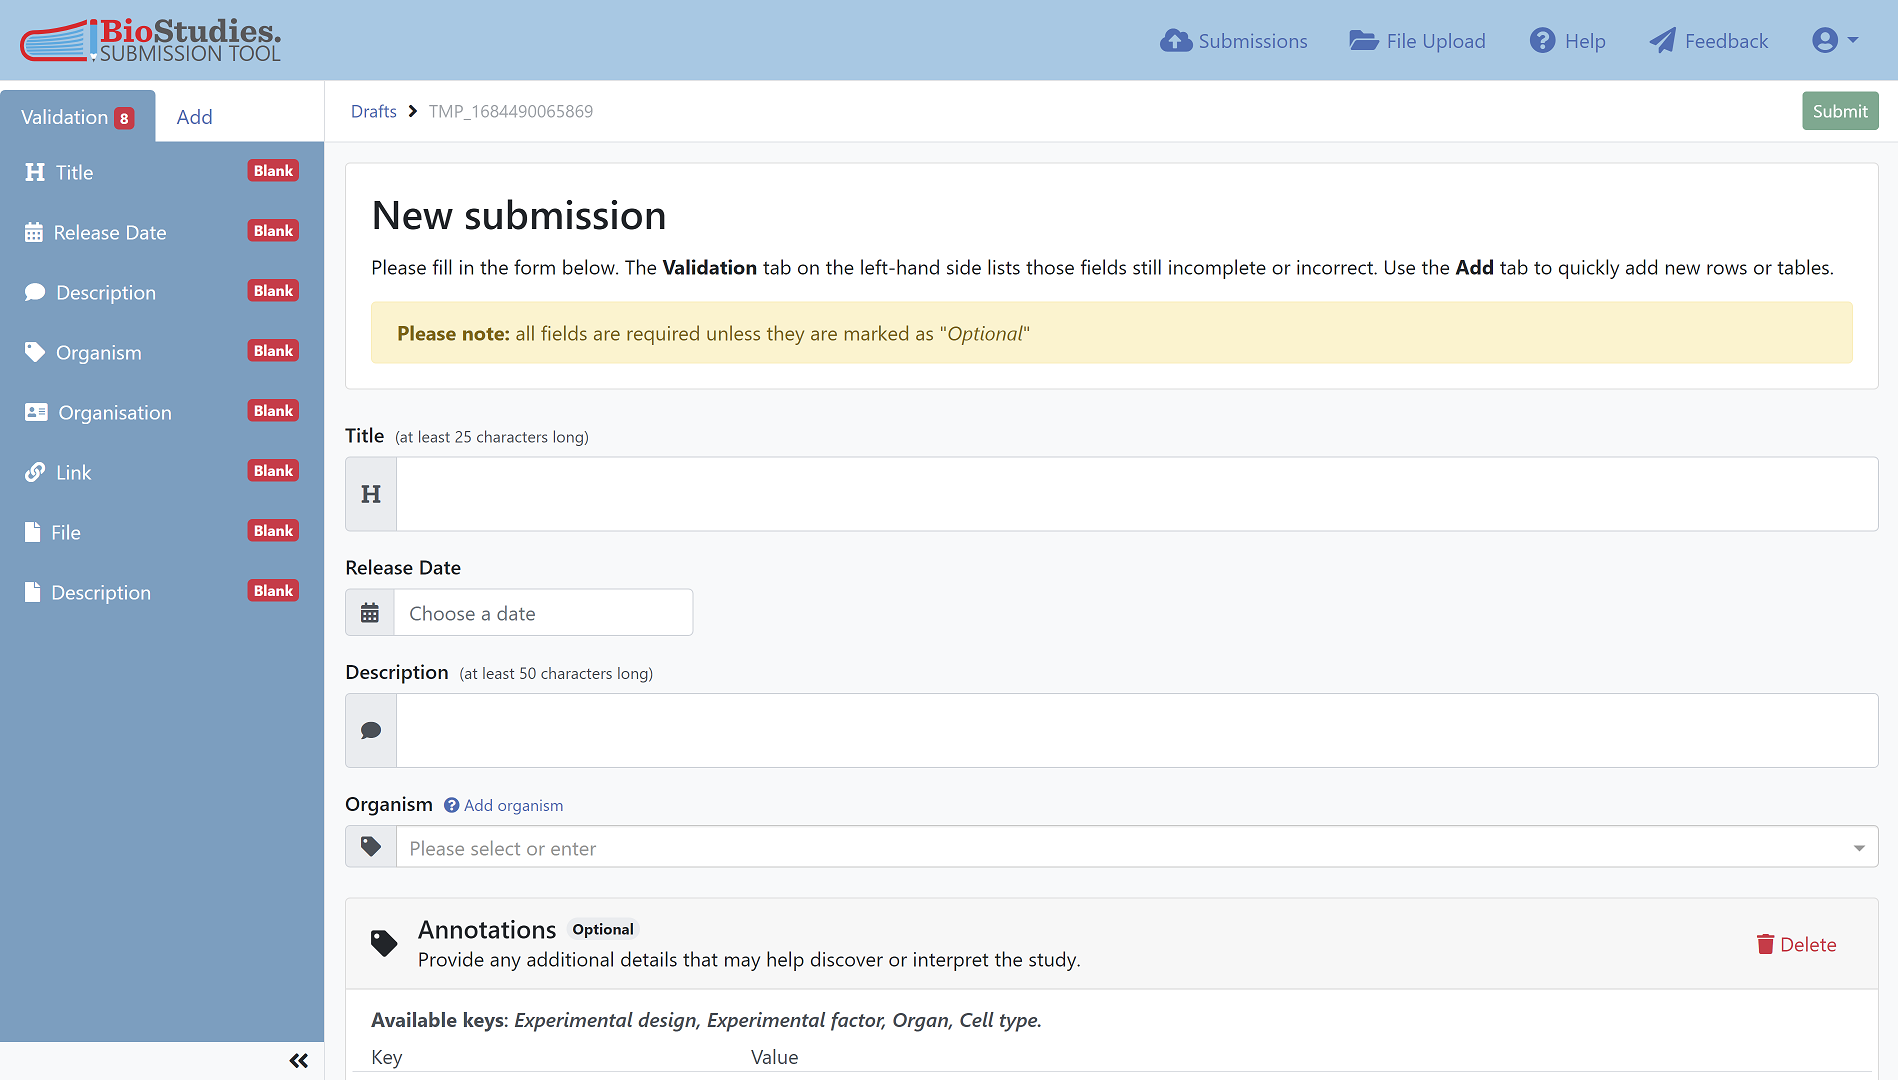 BioStudies.
SUBMISSION TOOL
Submissions
File Upload
Help
Feedback
Validation 8
Add
Title Blank
Release Date Blank
Description Blank
Organism Blank
Organisation Blank
Link Blank
File Blank
Description Blank
Drafts TMP_1684490065869
Submit
New submission
Please fill in the form below. The Validation tab on the left-hand side lists those fields still incomplete or incorrect. Use the Add tab to quickly add new rows or tables.
Please note: all fields are required unless they are marked as "Optional"
Title (at least 25 characters long)
Release Date
Choose a date
Description (at least 50 characters long)
Organism Add organism
Please select or enter
Annotations Optional
Provide any additional details that may help discover or interpret the study.
Delete
Available keys: Experimental design, Experimental factor, Organ, Cell type.
Key Value